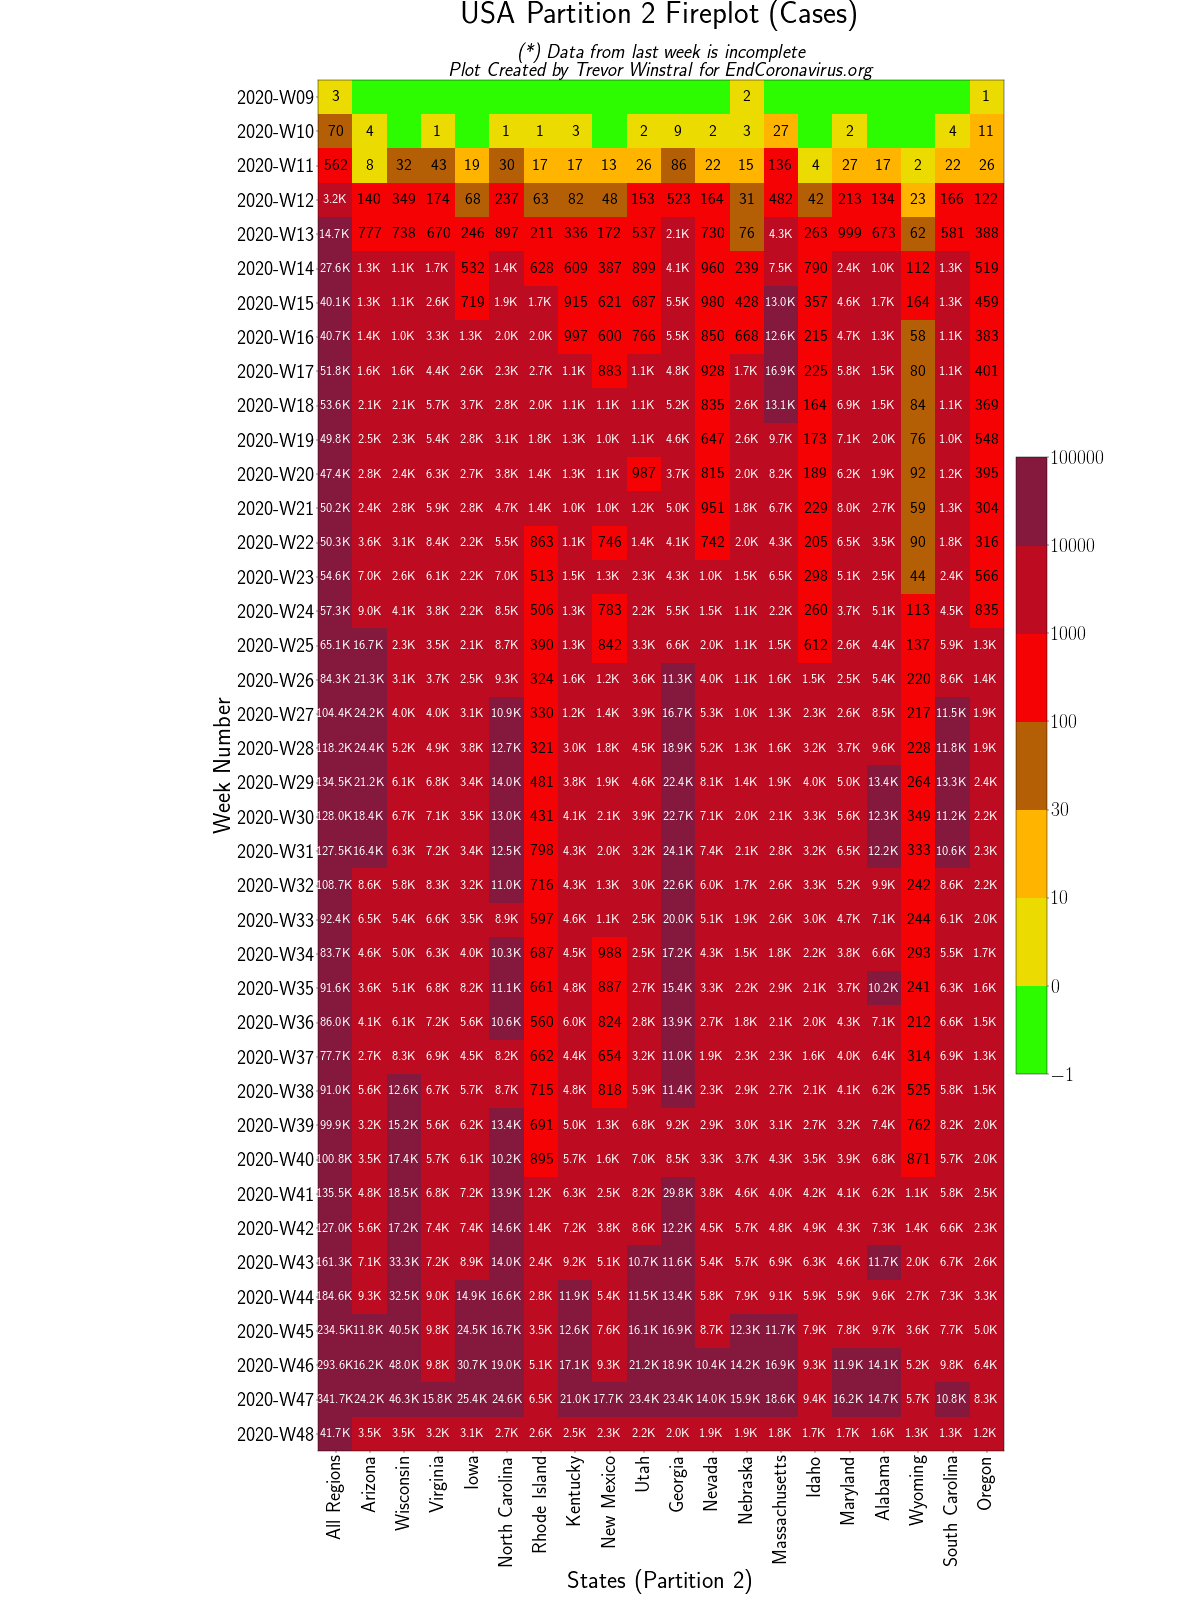 USA Partition 2 Fireplot (Cases)
(*) Data from last week is incomplete
Plot Created by Trevor Winstral for EndCoronavirus.org
2020-W09 3 2 1
2020-W10 70 4 1 1 1 3 2 9 2 3 27 2 4 11
2020-W11 562 8 32 43 19 30 17 17 13 26 86 22 15 136 4 27 17 2 22 26
2020-W12 3.2K 140 349 174 68 237 63 82 48 153 523 164 31 482 42 213 134 23 166 122
2020-W13 14.7K 777 738 670 246 897 211 336 172 537 2.1K 730 76 4.3K 263 999 673 62 581 388
2020-W14 27.6K 1.3K 1.1K 1.7K 532 1.4K 628 609 387 899 4.1K 960 239 7.5K 790 2.4K 1.0K 112 1.3K 519
2020-W15 40.1K 1.3K 1.1K 2.6K 719 1.9K 1.7K 915 621 687 5.5K 980 428 13.0K 357 4.6K 1.7K 164 1.3K 459
2020-W16 40.7K 1.4K 1.0K 3.3K 1.3K 2.0K 2.0K 997 600 766 5.5K 850 668 12.6K 215 4.7K 1.3K 58 1.1K 383
2020-W17 51.8K 1.6K 1.6K 4.4K 2.6K 2.3K 2.7K 1.1K 883 1.1K 4.8K 928 1.7K 16.9K 225 5.8K 1.5K 80 1.1K 401
2020-W18 53.6K 2.1K 2.1K 5.7K 3.7K 2.8K 2.0K 1.1K 1.1K 1.1K 5.2K 835 2.6K 13.1K 164 6.9K 1.5K 84 1.1K 369
2020-W19 49.8K 2.5K 2.3K 5.4K 2.8K 3.1K 1.8K 1.3K 1.0K 1.1K 4.6K 647 2.6K 9.7K 173 7.1K 2.0K 76 1.0K 548
2020-W20 47.4K 2.8K 2.4K 6.3K 2.7K 3.8K 1.4K 1.3K 1.1K 987 3.7K 815 2.0K 8.2K 189 6.2K 1.9K 92 1.2K 395
2020-W21 50.2K 2.4K 2.8K 5.9K 2.8K 4.7K 1.4K 1.0K 1.0K 1.2K 5.0K 951 1.8K 6.7K 229 8.0K 2.7K 59 1.3K 304
2020-W22 50.3K 3.6K 3.1K 8.4K 2.2K 5.5K 863 1.1K 746 1.4K 4.1K 742 2.0K 4.3K 205 6.5K 3.5K 90 1.8K 316
2020-W23 54.6K 7.0K 2.6K 6.1K 2.2K 7.0K 513 1.5K 1.3K 2.3K 4.3K 1.0K 1.5K 6.5K 298 5.1K 2.5K 44 2.4K 566
2020-W24 57.3K 9.0K 4.1K 3.8K 2.2K 8.5K 506 1.3K 783 2.2K 5.5K 1.5K 1.1K 2.2K 260 3.7K 5.1K 113 4.5K 835
2020-W25 65.1K 16.7K 2.3K 3.5K 2.1K 8.7K 390 1.3K 842 3.3K 6.6K 2.0K 1.1K 1.5K 612 2.6K 4.4K 137 5.9K 1.3K
2020-W26 84.3K 21.3K 3.1K 3.7K 2.5K 9.3K 324 1.6K 1.2K 3.6K 11.3K 4.0K 1.1K 1.6K 1.5K 2.5K 5.4K 220 8.6K 1.4K
2020-W27 104.4K 24.2K 4.0K 4.0K 3.1K 10.9K 330 1.2K 1.4K 3.9K 16.7K 5.3K 1.0K 1.3K 2.3K 2.6K 8.5K 217 11.5K 1.9K
2020-W28 118.2K 24.4K 5.2K 4.9K 3.8K 12.7K 321 3.0K 1.8K 4.5K 18.9K 5.2K 1.3K 1.6K 3.2K 3.7K 9.6K 228 11.8K 1.9K
2020-W29 134.5K 21.2K 6.1K 6.8K 3.4K 14.0K 481 3.8K 1.9K 4.6K 22.4K 8.1K 1.4K 1.9K 4.0K 5.0K 13.4K 264 13.3K 2.4K
2020-W30 128.0K 18.4K 6.7K 7.1K 3.5K 13.0K 431 4.1K 2.1K 3.9K 22.7K 7.1K 2.0K 2.1K 3.3K 5.6K 12.3K 349 11.2K 2.2K
2020-W31 127.5K 16.4K 6.3K 7.2K 3.4K 12.5K 798 4.3K 2.0K 3.2K 24.1K 7.4K 2.1K 2.8K 3.2K 6.5K 12.2K 333 10.6K 2.3K
2020-W32 108.7K 8.6K 5.8K 8.3K 3.2K 11.0K 716 4.3K 1.3K 3.0K 22.6K 6.0K 1.7K 2.6K 3.3K 5.2K 9.9K 242 8.6K 2.2K
2020-W33 92.4K 6.5K 5.4K 6.6K 3.5K 8.9K 597 4.6K 1.1K 2.5K 20.0K 5.1K 1.9K 2.6K 3.0K 4.7K 7.1K 244 6.1K 2.0K
2020-W34 83.7K 4.6K 5.0K 6.3K 4.0K 10.3K 687 4.5K 988 2.5K 17.2K 4.3K 1.5K 1.8K 2.2K 3.8K 6.6K 293 5.5K 1.7K
2020-W35 91.6K 3.6K 5.1K 6.8K 8.2K 11.1K 661 4.8K 887 2.7K 15.4K 3.3K 2.2K 2.9K 2.1K 3.7K 10.2K 241 6.3K 1.6K
2020-W36 86.0K 4.1K 6.1K 7.2K 5.6K 10.6K 560 6.0K 824 2.8K 13.9K 2.7K 1.8K 2.1K 2.0K 4.3K 7.1K 212 6.6K 1.5K
2020-W37 77.7K 2.7K 8.3K 6.9K 4.5K 8.2K 662 4.4K 654 3.2K 11.0K 1.9K 2.3K 2.3K 1.6K 4.0K 6.4K 314 6.9K 1.3K
2020-W38 91.0K 5.6K 12.6K 6.7K 5.7K 8.7K 715 4.8K 818 5.9K 11.4K 2.3K 2.9K 2.7K 2.1K 4.1K 6.2K 525 5.8K 1.5K
2020-W39 99.9K 3.2K 15.2K 5.6K 6.2K 13.4K 691 5.0K 1.3K 6.8K 9.2K 2.9K 3.0K 3.1K 2.7K 3.2K 7.4K 762 8.2K 2.0K
2020-W40 100.8K 3.5K 17.4K 5.7K 6.1K 10.2K 895 5.7K 1.6K 7.0K 8.5K 3.3K 3.7K 4.3K 3.5K 3.9K 6.8K 871 5.7K 2.0K
2020-W41 135.5K 4.8K 18.5K 6.8K 7.2K 13.9K 1.2K 6.3K 2.5K 8.2K 29.8K 3.8K 4.6K 4.0K 4.2K 4.1K 6.2K 1.1K 5.8K 2.5K
2020-W42 127.0K 5.6K 17.2K 7.4K 7.4K 14.6K 1.4K 7.2K 3.8K 8.6K 12.2K 4.5K 5.7K 4.8K 4.9K 4.3K 7.3K 1.4K 6.6K 2.3K
2020-W43 161.3K 7.1K 33.3K 7.2K 8.9K 14.0K 2.4K 9.2K 5.1K 10.7K 11.6K 5.4K 5.7K 6.9K 6.3K 4.6K 11.7K 2.0K 6.7K 2.6K
2020-W44 184.6K 9.3K 32.5K 9.0K 14.9K 16.6K 2.8K 11.9K 5.4K 11.5K 13.4K 5.8K 7.9K 9.1K 5.9K 5.9K 9.6K 2.7K 7.3K 3.3K
2020-W45 234.5K 11.8K 40.5K 9.8K 24.5K 16.7K 3.5K 12.6K 7.6K 16.1K 16.9K 8.7K 12.3K 11.7K 7.9K 7.8K 9.7K 3.6K 7.7K 5.0K
2020-W46 293.6K 16.2K 48.0K 9.8K 30.7K 19.0K 5.1K 17.1K 9.3K 21.2K 18.9K 10.4K 14.2K 16.9K 9.3K 11.9K 14.1K 5.2K 9.8K 6.4K
2020-W47 341.7K 24.2K 46.3K 15.8K 25.4K 24.6K 6.5K 21.0K 17.7K 23.4K 23.4K 14.0K 15.9K 18.6K 9.4K 16.2K 14.7K 5.7K 10.8K 8.3K
2020-W48 41.7K 3.5K 3.5K 3.2K 3.1K 2.7K 2.6K 2.5K 2.3K 2.2K 2.0K 1.9K 1.9K 1.8K 1.7K 1.7K 1.6K 1.3K 1.3K 1.2K
Week Number
All Regions
Arizona
Wisconsin
Virginia
Iowa
North Carolina
Rhode Island
Kentucky
New Mexico
Utah
Georgia
Nevada
Nebraska
Massachusetts
Idaho
Maryland
Alabama
Wyoming
South Carolina
Oregon
States (Partition 2)
100000
10000
1000
100
30
10
0
−1